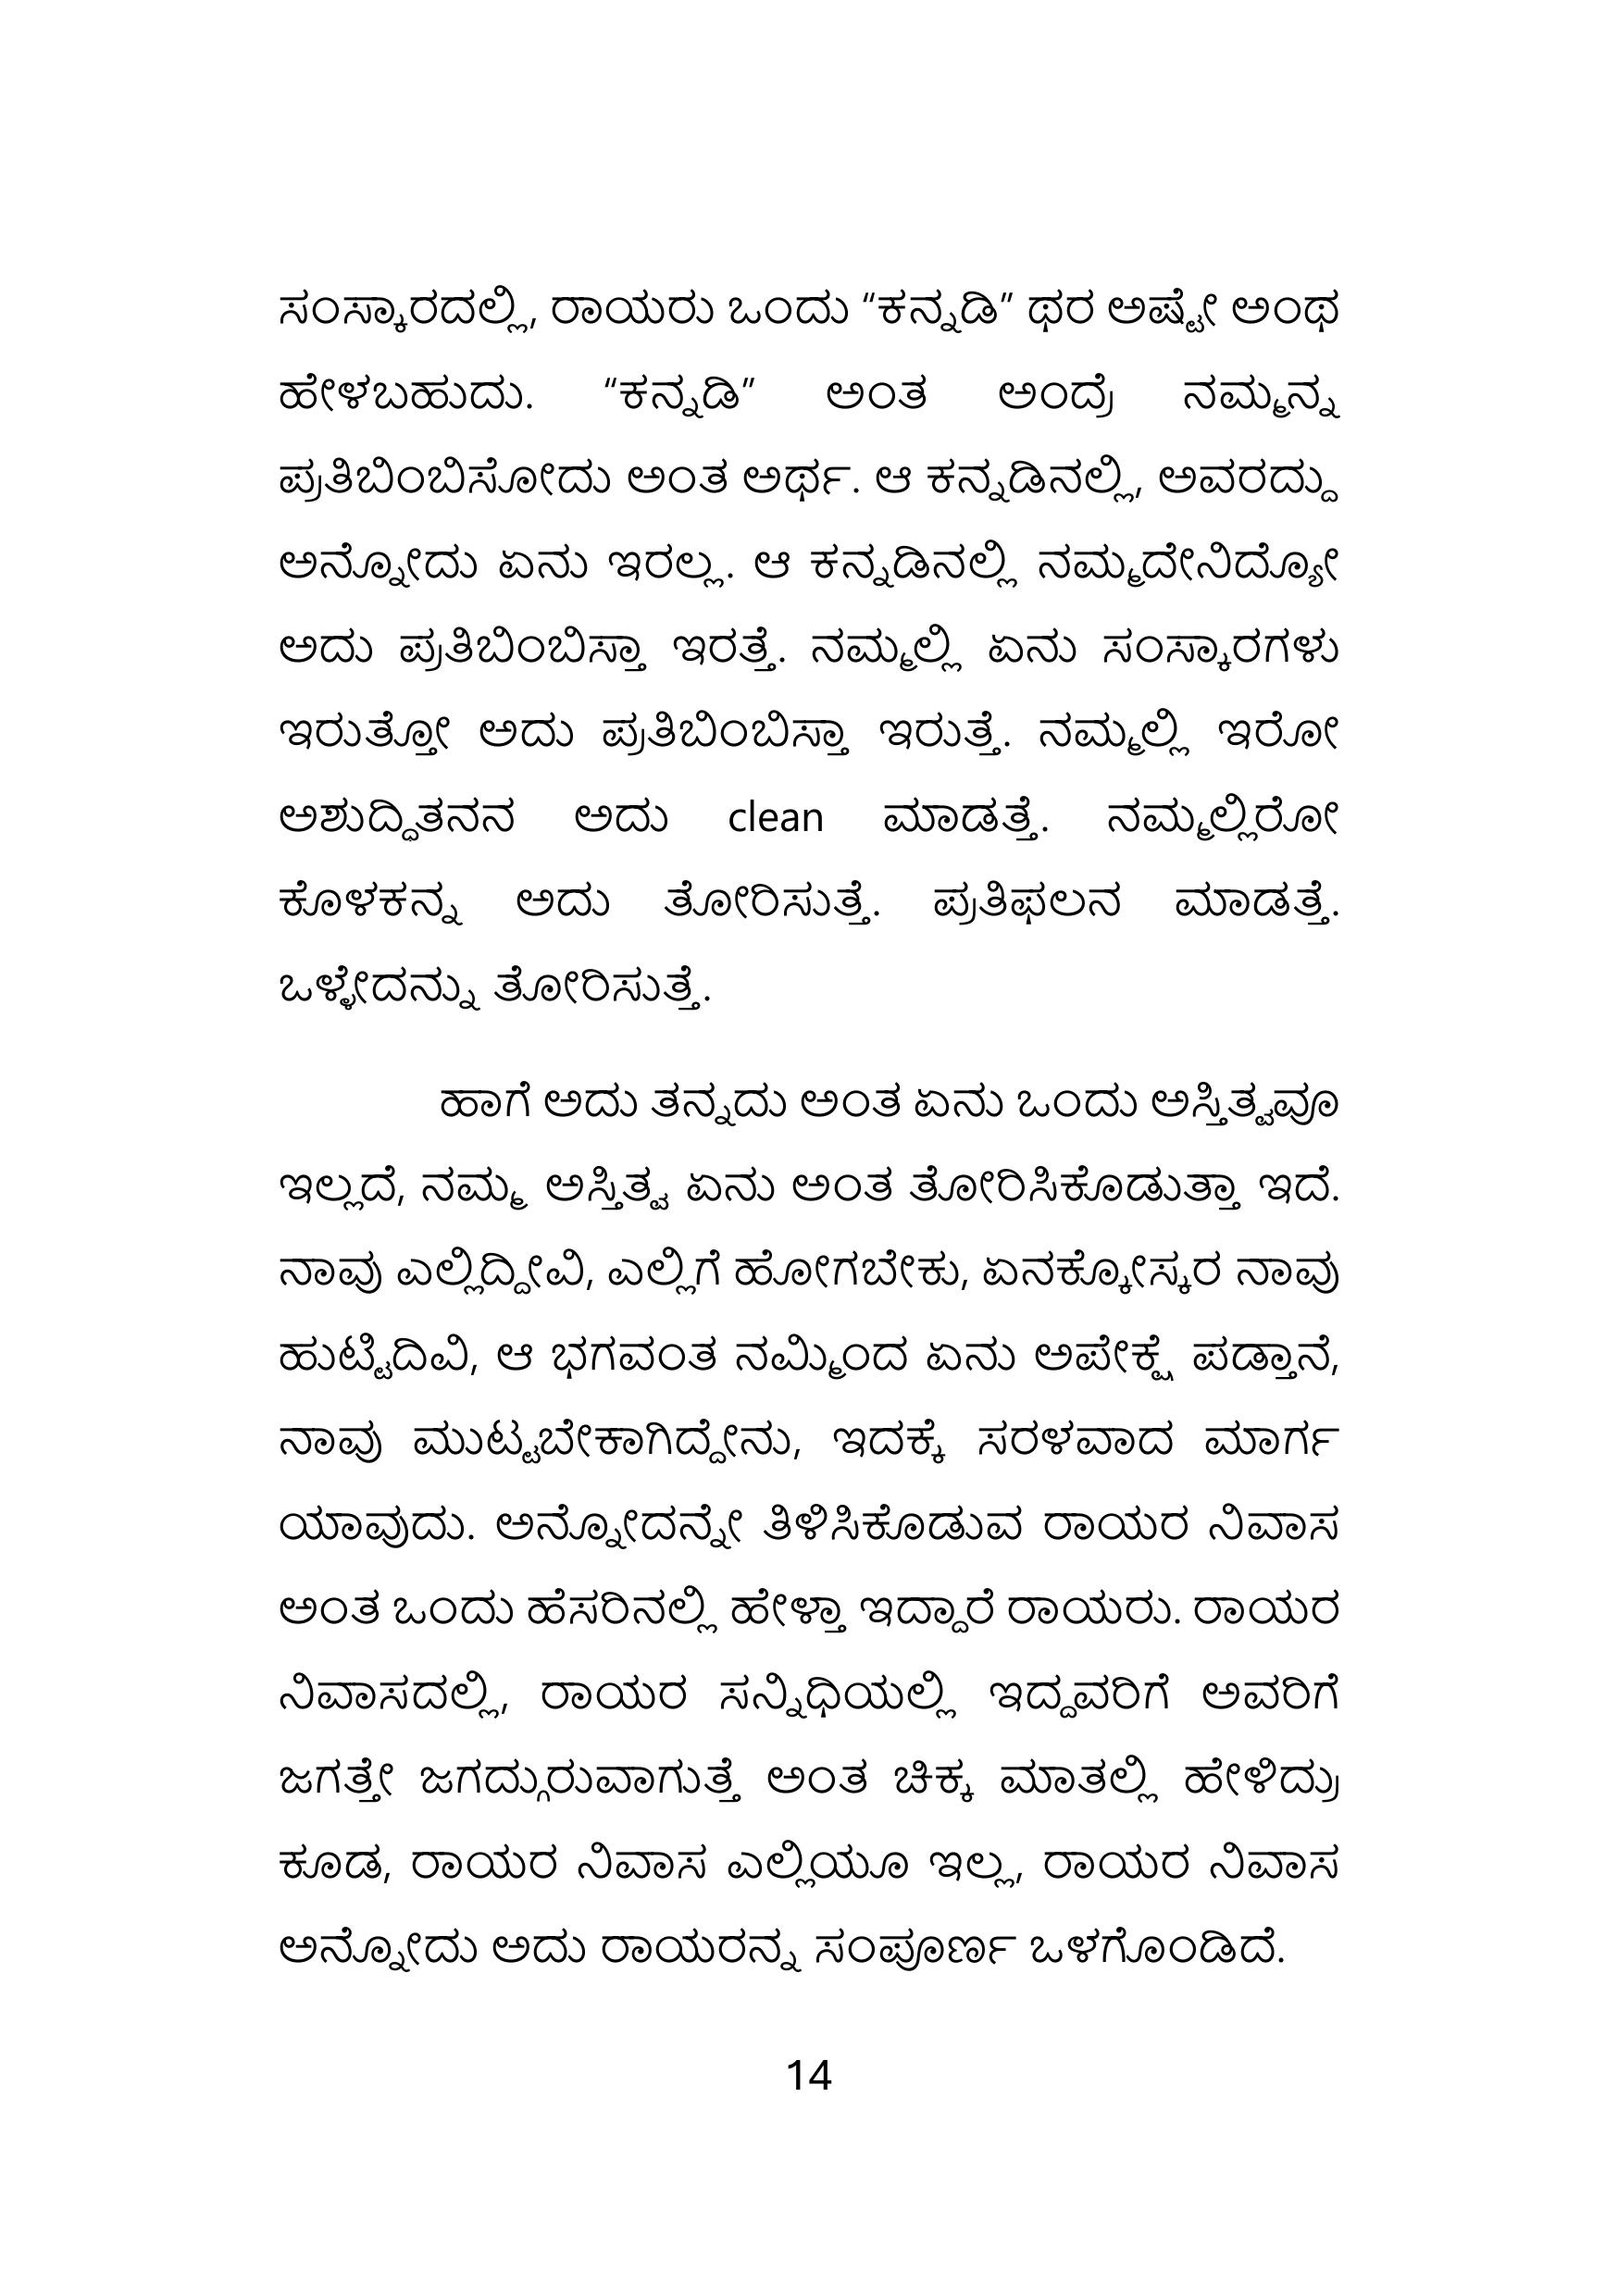 ಸಂಸ್ಕಾರದಲ್ಲಿ, ರಾಯರು ಒಂದು “ಕನ್ನಡಿ” ಥರ ಅಷ್ಟೇ ಅಂಥ
ಹೇಳಬಹುದು. “ಕನ್ನಡಿ” ಅಂತ ಅಂದ್ರೆ ನಮ್ಮನ್ನ
ಪ್ರತಿಬಿಂಬಿಸೋದು ಅಂತ ಅರ್ಥ. ಆ ಕನ್ನಡಿನಲ್ಲಿ, ಅವರದ್ದು
ಅನ್ನೋದು ಏನು ಇರಲ್ಲ. ಆ ಕನ್ನಡಿನಲ್ಲಿ ನಮ್ಮದೇನಿದ್ಯೋ
ಅದು ಪ್ರತಿಬಿಂಬಿಸ್ತಾ ಇರತ್ತೆ. ನಮ್ಮಲ್ಲಿ ಏನು ಸಂಸ್ಕಾರಗಳು
ಇರುತ್ತೋ ಅದು ಪ್ರತಿಬಿಂಬಿಸ್ತಾ ಇರುತ್ತೆ. ನಮ್ಮಲ್ಲಿ ಇರೋ
ಅಶುದ್ಧಿತನನ ಅದು clean ಮಾಡತ್ತೆ. ನಮ್ಮಲ್ಲಿರೋ
ಕೊಳಕನ್ನ ಅದು ತೋರಿಸುತ್ತೆ. ಪ್ರತಿಫಲನ ಮಾಡತ್ತೆ.
ಒಳ್ಳೇದನ್ನು ತೋರಿಸುತ್ತೆ.
ಹಾಗೆ ಅದು ತನ್ನದು ಅಂತ ಏನು ಒಂದು ಅಸ್ತಿತ್ವವೂ
ಇಲ್ಲದೆ, ನಮ್ಮ ಅಸ್ತಿತ್ವ ಏನು ಅಂತ ತೋರಿಸಿಕೊಡುತ್ತಾ ಇದೆ.
ನಾವು ಎಲ್ಲಿದ್ದೀವಿ, ಎಲ್ಲಿಗೆ ಹೋಗಬೇಕು, ಏನಕ್ಕೋಸ್ಕರ ನಾವು
ಹುಟ್ಟಿದಿವಿ, ಆ ಭಗವಂತ ನಮ್ಮಿಂದ ಏನು ಅಪೇಕ್ಷೆ ಪಡ್ತಾನೆ,
ನಾವು ಮುಟ್ಟಬೇಕಾಗಿದ್ದೇನು, ಇದಕ್ಕೆ ಸರಳವಾದ ಮಾರ್ಗ
ಯಾವುದು. ಅನ್ನೋದನ್ನೇ ತಿಳಿಸಿಕೊಡುವ ರಾಯರ ನಿವಾಸ
ಅಂತ ಒಂದು ಹೆಸರಿನಲ್ಲಿ ಹೇಳ್ತಾ ಇದ್ದಾರೆ ರಾಯರು. ರಾಯರ
ನಿವಾಸದಲ್ಲಿ, ರಾಯರ ಸನ್ನಿಧಿಯಲ್ಲಿ ಇದ್ದವರಿಗೆ ಅವರಿಗೆ
ಜಗತ್ತೇ ಜಗದ್ಗುರುವಾಗುತ್ತೆ ಅಂತ ಚಿಕ್ಕ ಮಾತಲ್ಲಿ ಹೇಳಿದ್ರು
ಕೂಡ, ರಾಯರ ನಿವಾಸ ಎಲ್ಲಿಯೂ ಇಲ್ಲ, ರಾಯರ ನಿವಾಸ
ಅನ್ನೋದು ಅದು ರಾಯರನ್ನ ಸಂಪೂರ್ಣ ಒಳಗೊಂಡಿದೆ.
14